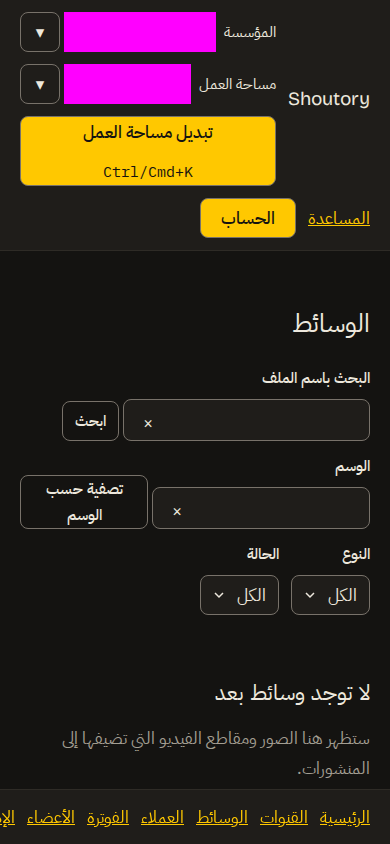 المؤسسة
▼
مساحة العمل
▼
Shoutory
تبديل مساحة العمل
Ctrl/Cmd+K
المساعدة
الحساب
الوسائط
البحث باسم الملف
×
ابحث
الوسم
×
تصفية حسب
الوسم
النوع
الحالة
الكل
الكل
لا توجد وسائط بعد
ستظهر هنا الصور ومقاطع الفيديو التي تضيفها إلى
المنشورات.
الرئيسية القنوات الوسائط العملاء الفوترة الأعضاء